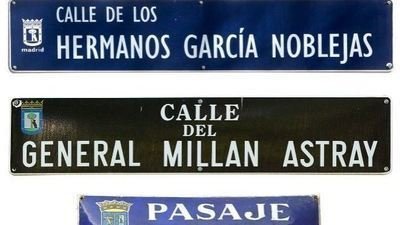 CALLE DE LOS
HERMANOS GARCÍA NOBLEJAS
madrid
CALLE
DEL
GENERAL MILLAN ASTRAY
PASAJE